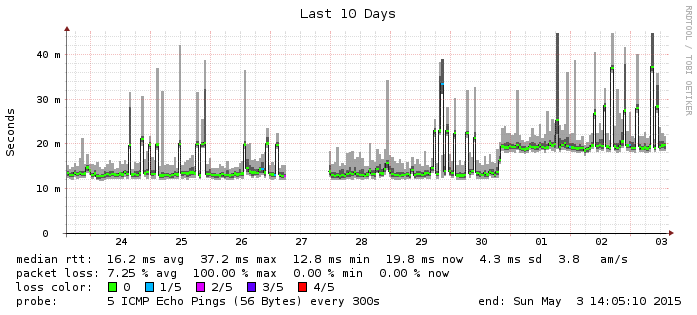 Last 10 Days
RRDTOOL / TOBI OETIKER
Seconds
40 m
30 m
20 m
10 m
0
24 25 26 27 28 29 30 01 02 03
median rtt: 16.2 ms avg 37.2 ms max 12.8 ms min 19.8 ms now 4.3 ms sd 3.8 am/s
packet loss: 7.25 % avg 100.00 % max 0.00 % min 0.00 % now
loss color: 0 1/5 2/5 3/5 4/5
probe: 5 ICMP Echo Pings (56 Bytes) every 300s end: Sun May 3 14:05:10 2015